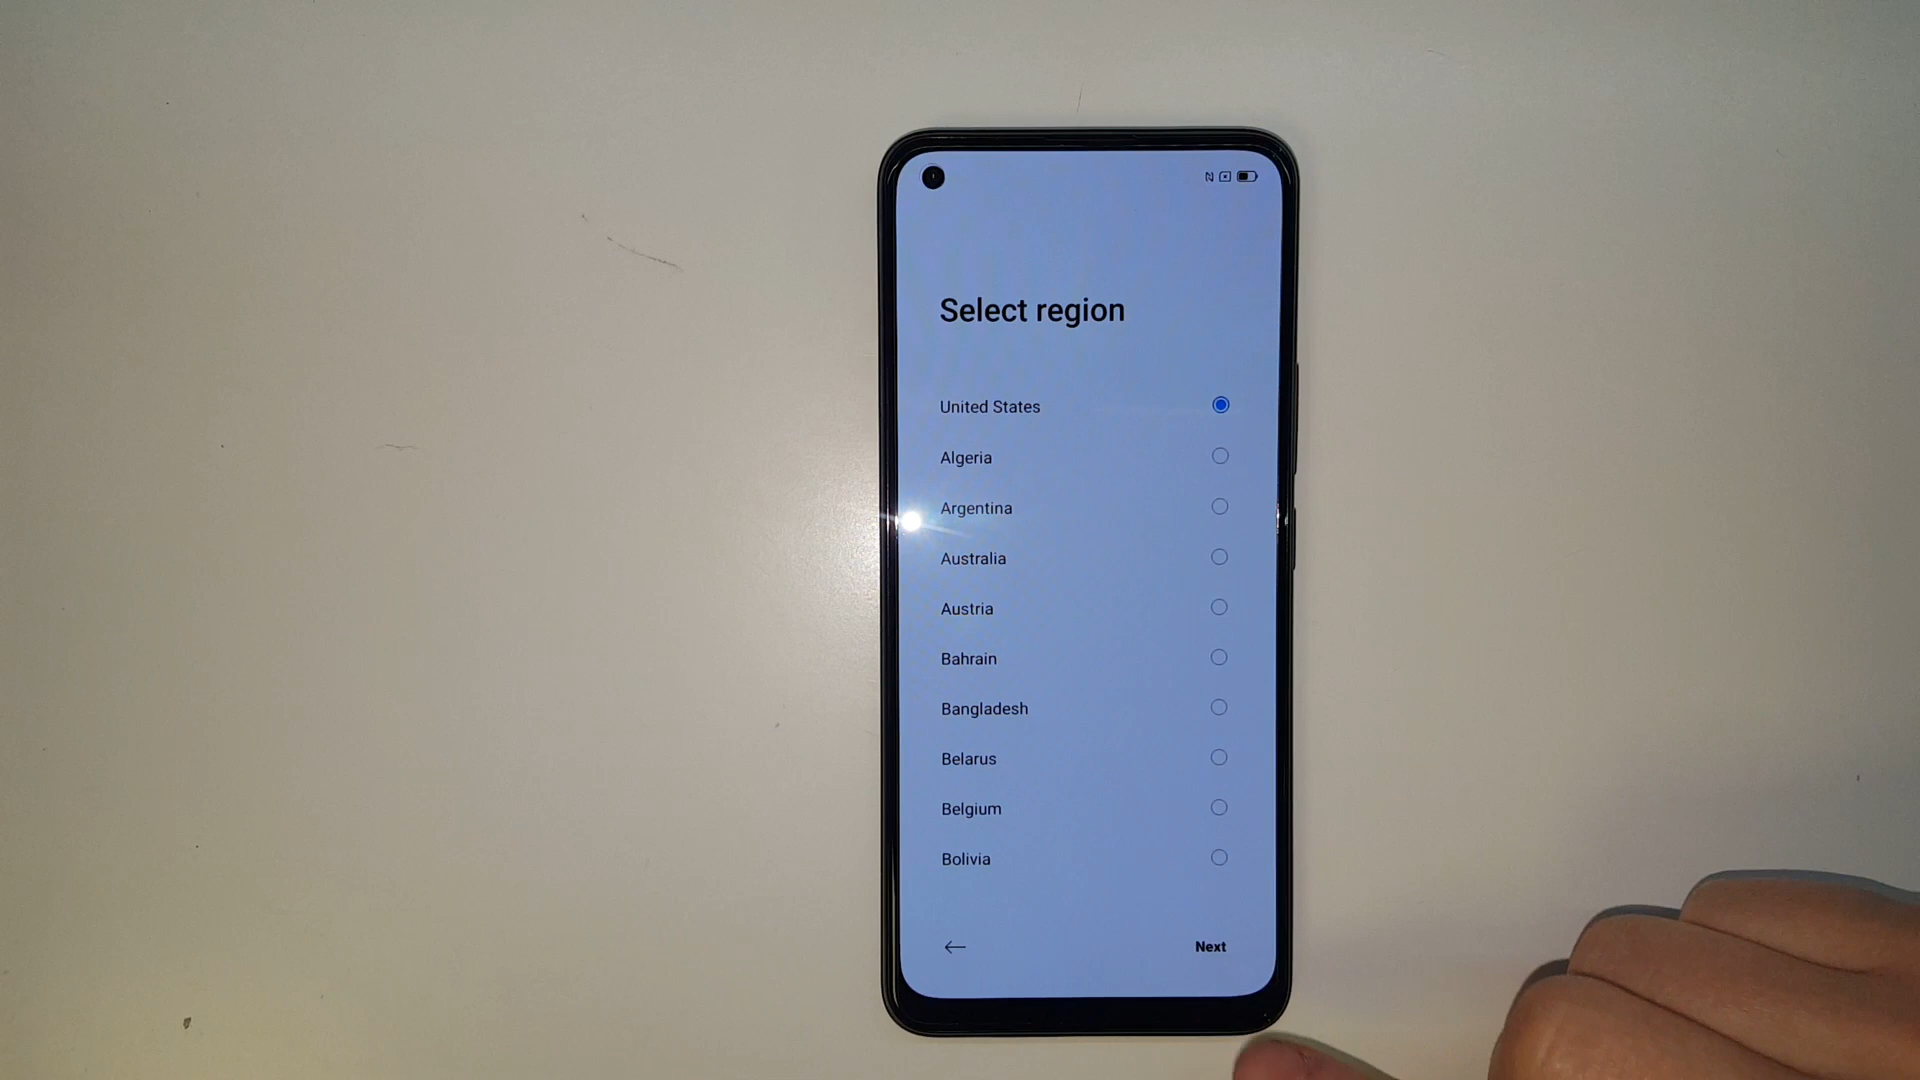 Select region
United States
Algeria
Argentina
Australia
Austria
Bahrain
Bangladesh
Belarus
Belgium
Bolivia
Next